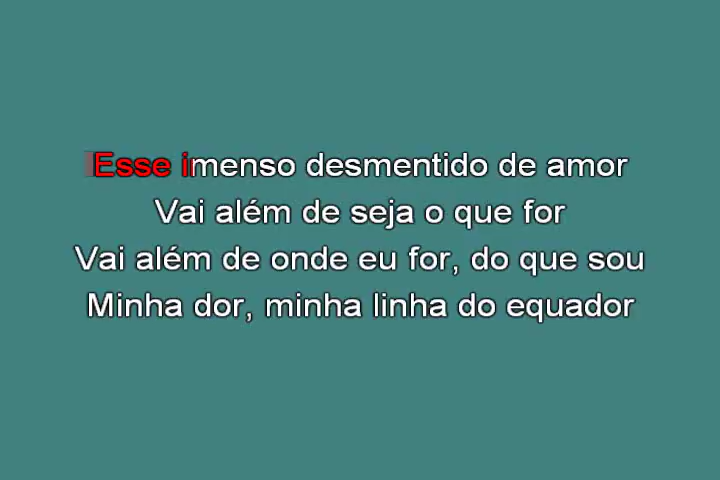 Esse imenso desmentido de amor
Vai além de seja o que for
Vai além de onde eu for, do que sou
Minha dor, minha linha do equador